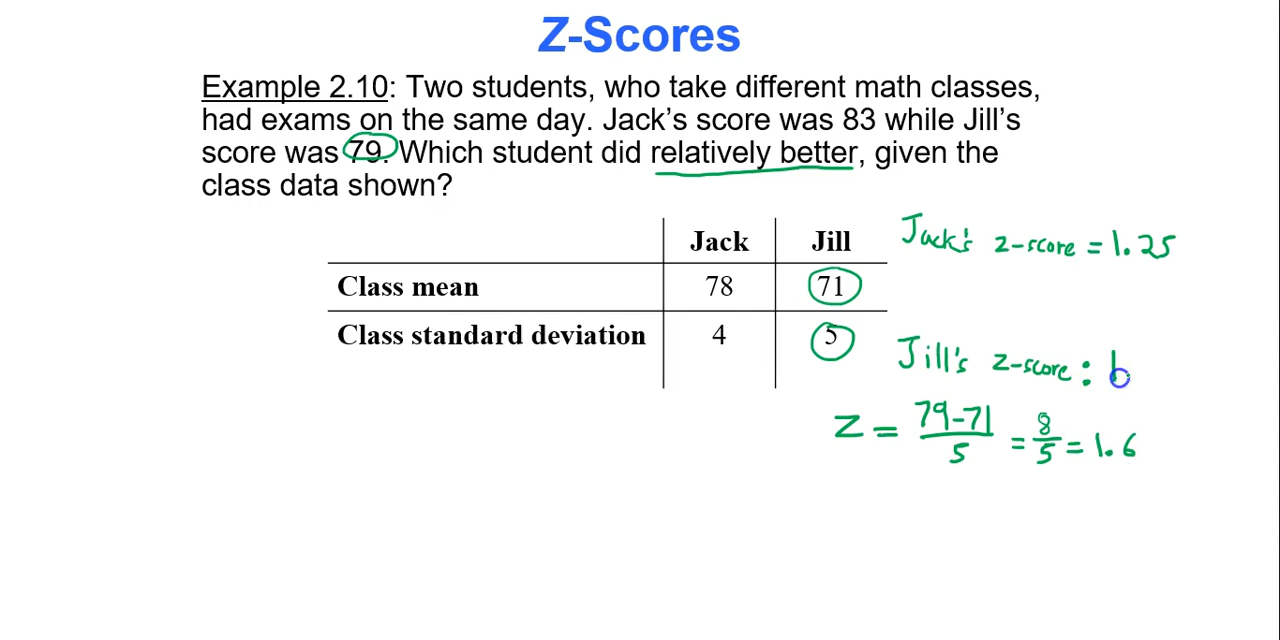 Z-Scores
Example 2.10: Two students, who take different math classes,
had exams on the same day. Jack’s score was 83 while Jill’s
score was 79. Which student did relatively better, given the
class data shown?
Jack Jill
Class mean 78 71
Class standard deviation 4 5
Jack's z-score = 1.25
Jill's z-score :
Z = 79-71 / 5 = 8/5 = 1.6